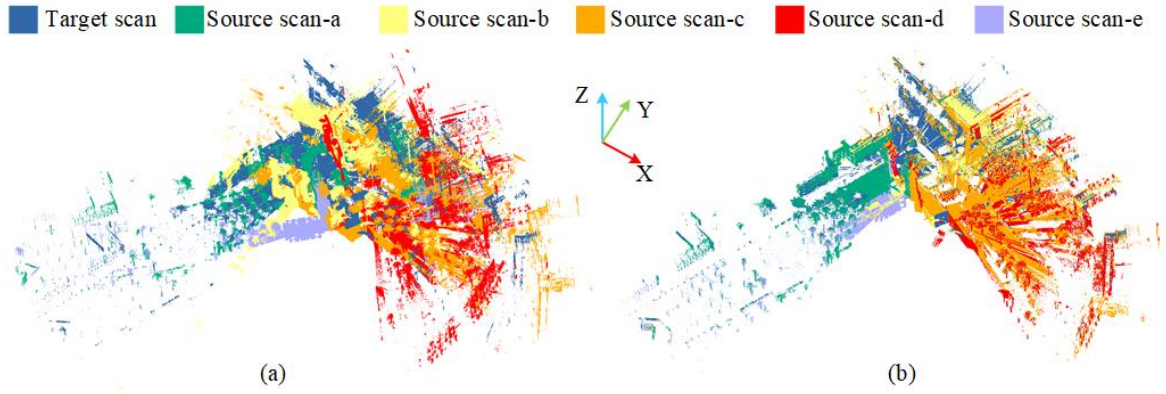 Target scan Source scan-a Source scan-b Source scan-c Source scan-d Source scan-e
Z
Y
X
(a) (b)